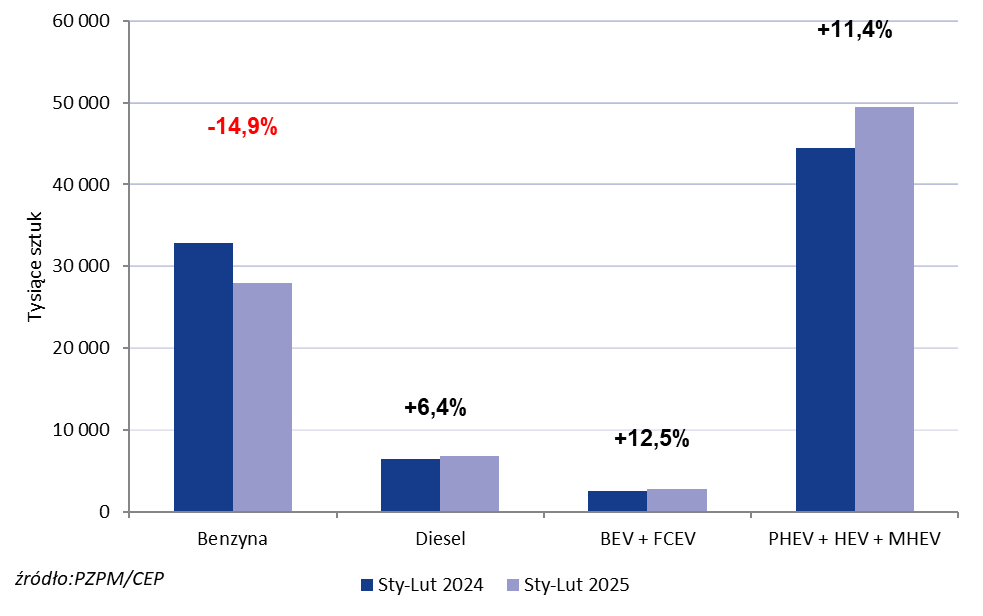 60 000
+11,4%
50 000
-14,9%
40 000
Tysiące sztuk
30 000
20 000
+6,4%
10 000
+12,5%
0
Benzyna
Diesel
BEV + FCEV
PHEV + HEV + MHEV
źródło:PZPM/CEP
Sty-Lut 2024
Sty-Lut 2025